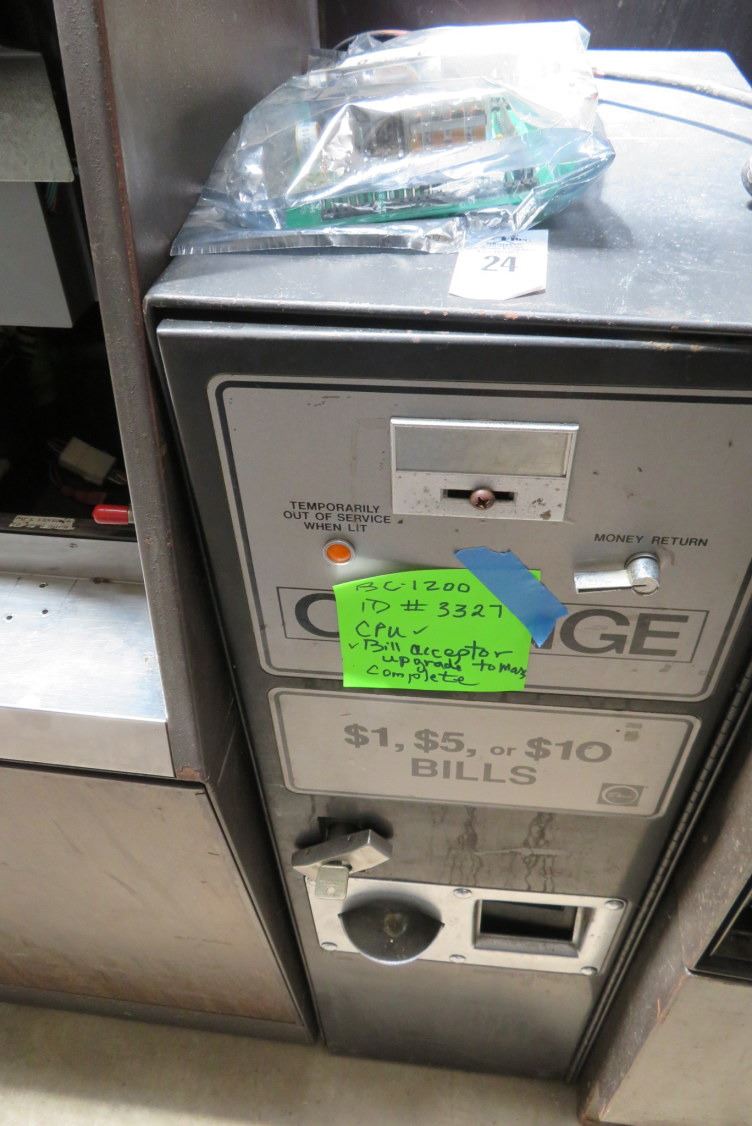 24
TEMPORARILY
OUT OF SERVICE
WHEN LIT
MONEY RETURN
BC-1200
ID # 3327
CPU ✓
✓ Bill acceptor
upgrade to Mars
complete
C NGE
$1, $5, or $10
BILLS